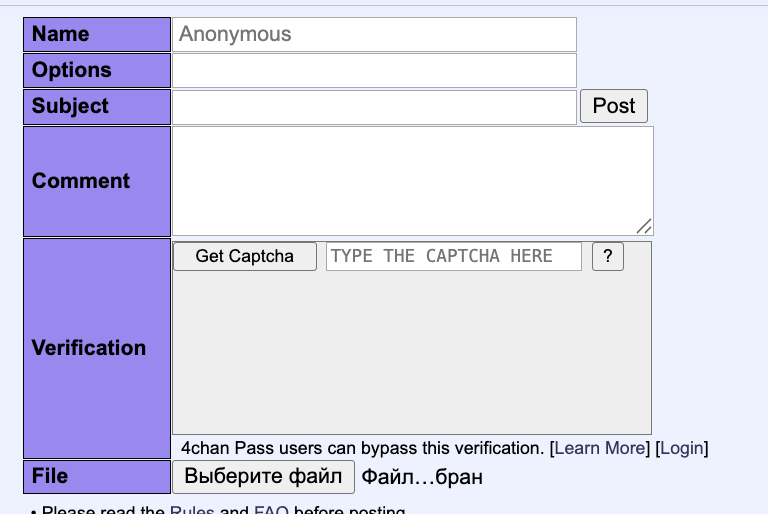 Name Anonymous
Options
Subject Post
Comment
Get Captcha TYPE THE CAPTCHA HERE ?
Verification
4chan Pass users can bypass this verification. [Learn More] [Login]
File Выберите файл Файл…бран
• Please read the Rules and FAQ before posting.